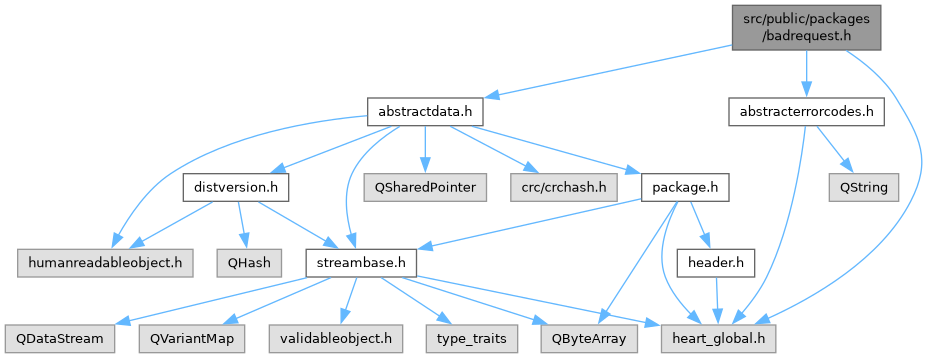 src/public/packages
/badrequest.h
abstractdata.h
abstracterrorcodes.h
distversion.h
QSharedPointer
crc/crchash.h
package.h
QString
humanreadableobject.h
QHash
streambase.h
header.h
QDataStream
QVariantMap
validableobject.h
type_traits
QByteArray
heart_global.h